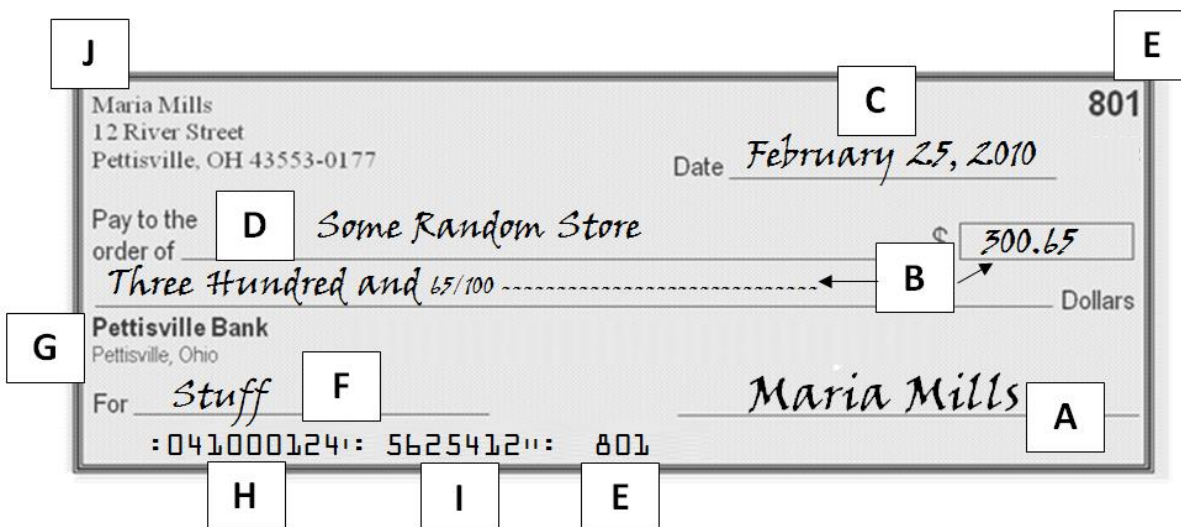 J
E
C
Maria Mills
801
12 River Street
Pettisville, OH 43553-0177
Date February 25, 2010
Pay to the
order of D Some Random Store $ 300.65
Three Hundred and 65/100 B Dollars
Pettisville Bank
G
Pettisville, Ohio
For Stuff F Maria Mills A
:041000124: 5625412": 801
H I E